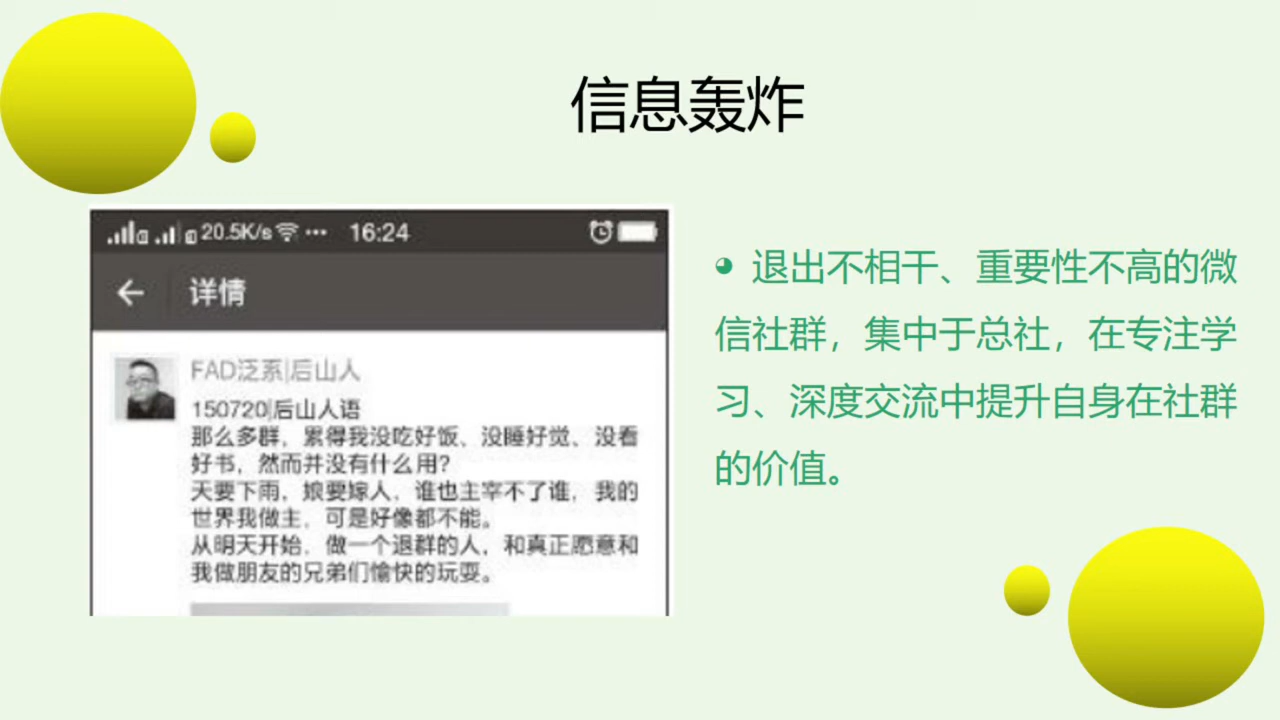 信息轰炸
20.5K/s 16:24
详情
FAD泛系|后山人
150720|后山人语
那么多群，累得我没吃好饭、没睡好觉、没看
好书，然而并没有什么用？
天要下雨，娘要嫁人，谁也主宰不了谁，我的
世界我做主，可是好像都不能。
从明天开始，做一个退群的人，和真正愿意和
我做朋友的兄弟们愉快的玩耍。
退出不相干、重要性不高的微
信社群，集中于总社，在专注学
习、深度交流中提升自身在社群
的价值。